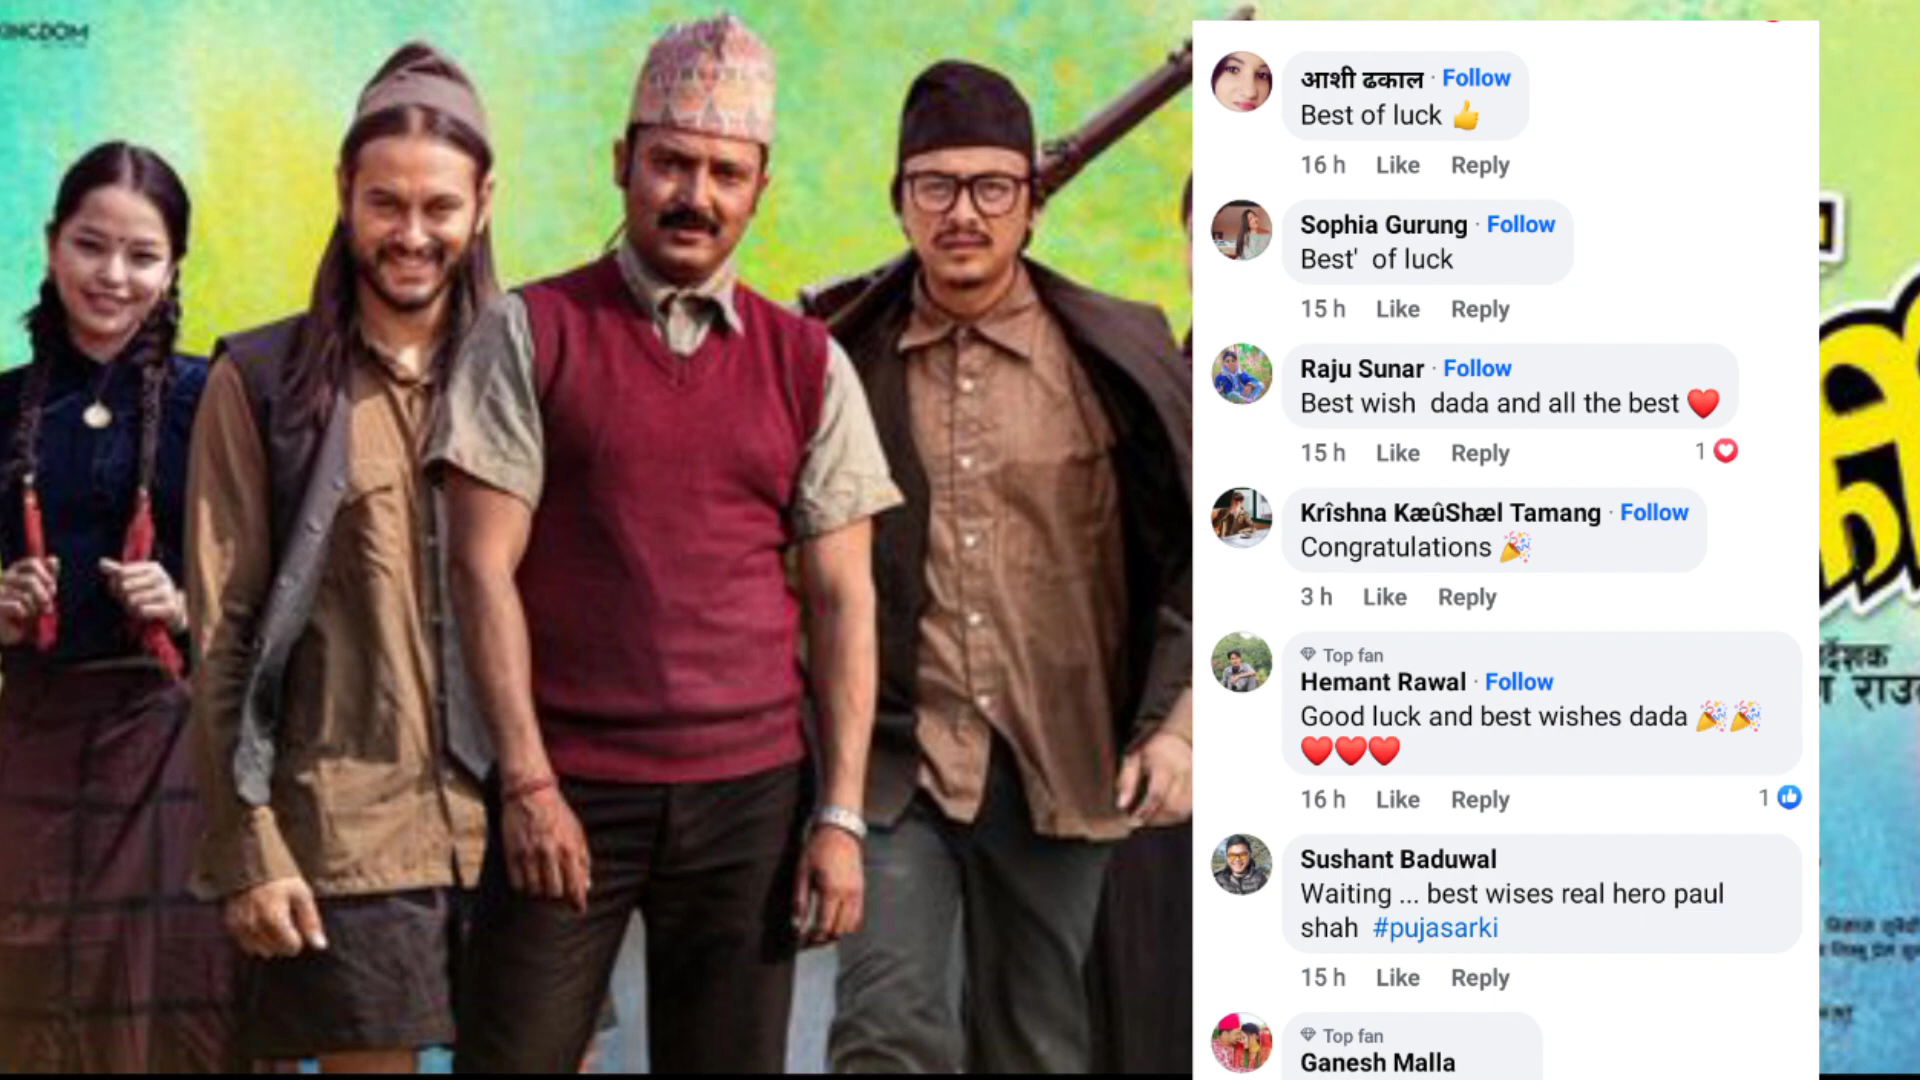 KINGDOM
आशी ढकाल · Follow
Best of luck 👍
16 h Like Reply
Sophia Gurung · Follow
Best' of luck
15 h Like Reply
Raju Sunar · Follow
Best wish dada and all the best ❤️
15 h Like Reply 1
Krîshna KæûShæl Tamang · Follow
Congratulations 🎉
3 h Like Reply
Top fan
Hemant Rawal · Follow
Good luck and best wishes dada 🎉🎉
❤️❤️❤️
16 h Like Reply 1
Sushant Baduwal
Waiting ... best wises real hero paul
shah #pujasarki
15 h Like Reply
Top fan
Ganesh Malla